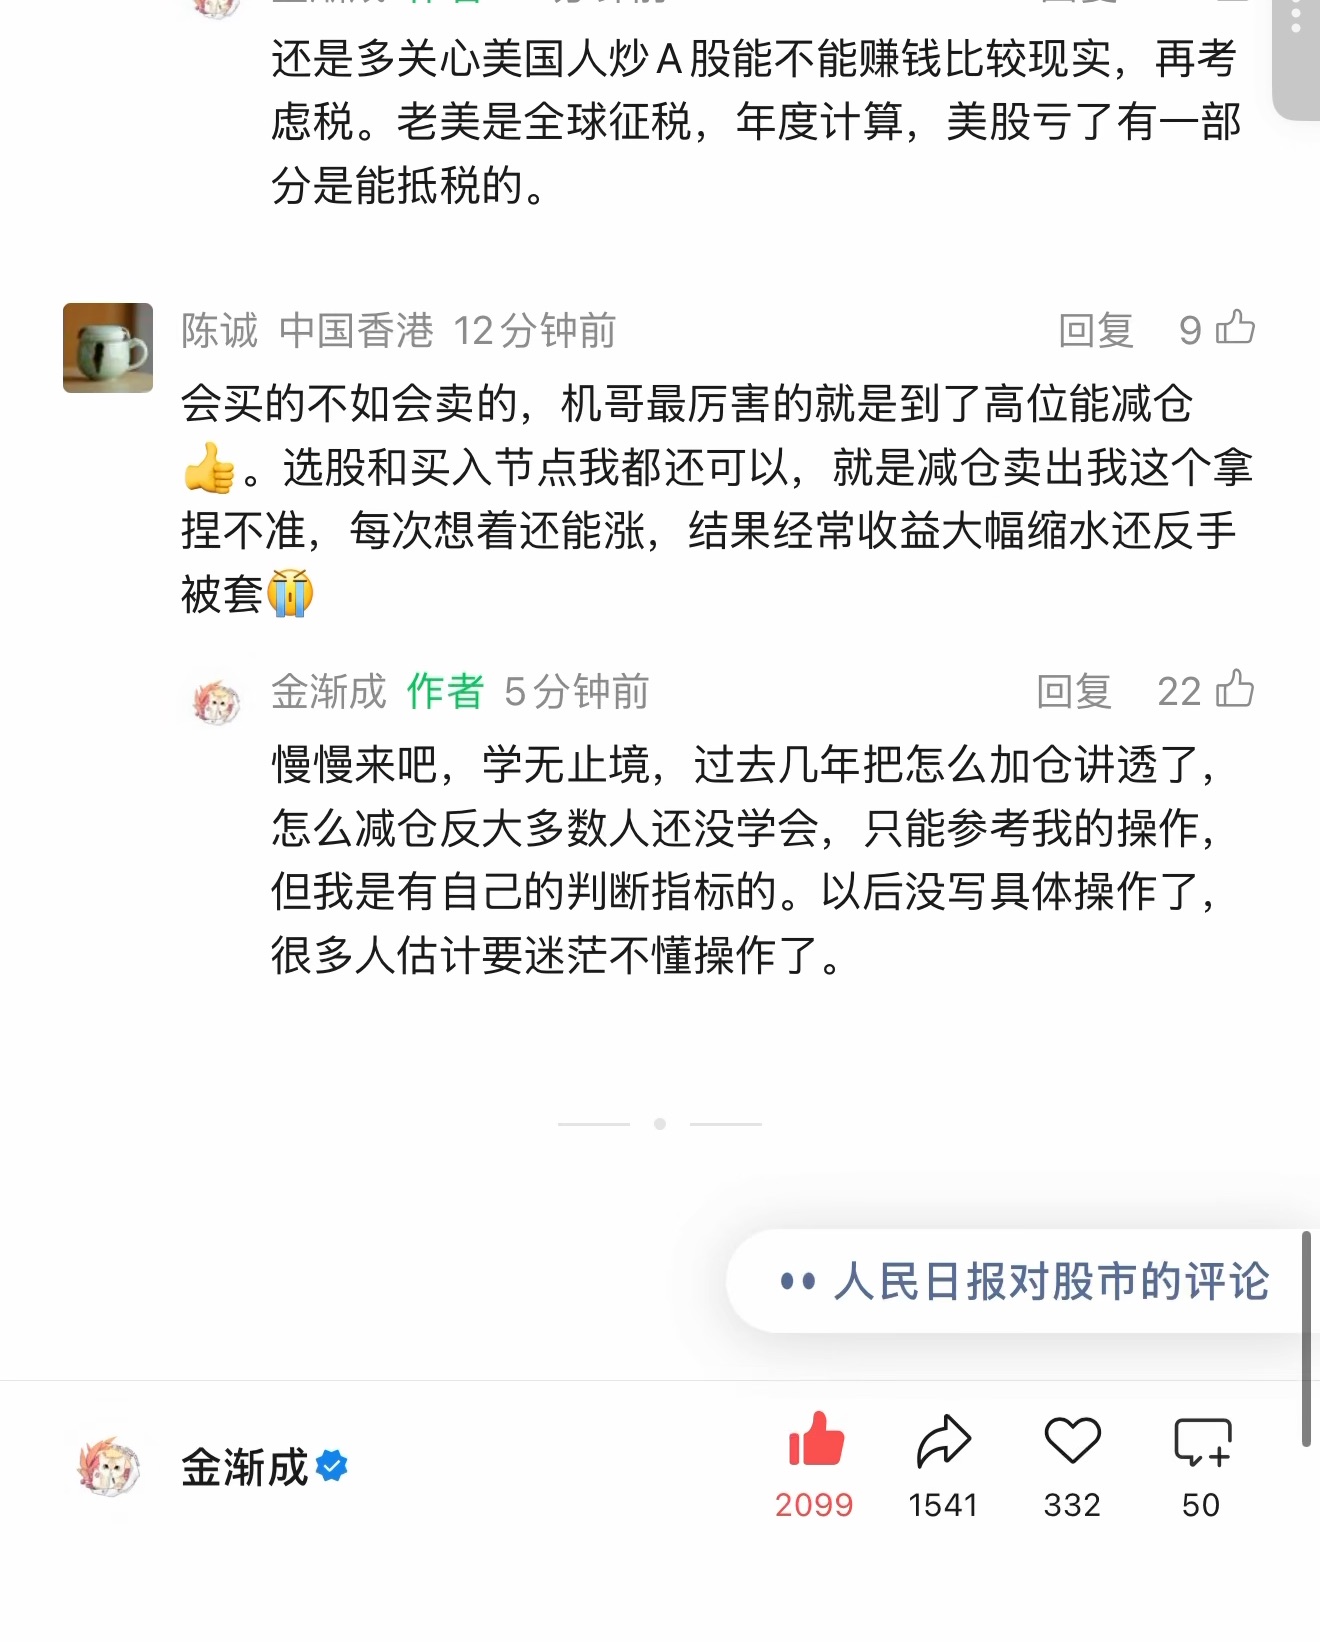 还是多关心美国人炒A股能不能赚钱比较现实，再考
虑税。老美是全球征税，年度计算，美股亏了有一部
分是能抵税的。
陈诚 中国香港 12分钟前 回复 9
会买的不如会卖的，机哥最厉害的就是到了高位能减仓
👍。选股和买入节点我都还可以，就是减仓卖出我这个拿
捏不准，每次想着还能涨，结果经常收益大幅缩水还反手
被套😭
金渐成 作者 5分钟前 回复 22
慢慢来吧，学无止境，过去几年把怎么加仓讲透了，
怎么减仓反大多数人还没学会，只能参考我的操作，
但我是有自己的判断指标的。以后没写具体操作了，
很多人估计要迷茫不懂操作了。
人民日报对股市的评论
金渐成
2099 1541 332 50